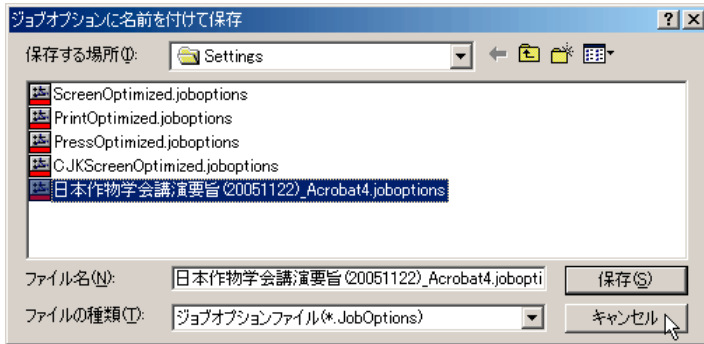 ジョブオプションに名前を付けて保存
保存する場所(I): Settings
ScreenOptimized.joboptions
PrintOptimized.joboptions
PressOptimized.joboptions
CJKScreenOptimized.joboptions
日本作物学会講演要旨(20051122)_Acrobat4.joboptions
ファイル名(N): 日本作物学会講演要旨(20051122)_Acrobat4.jobopti 保存(S)
ファイルの種類(T): ジョブオプションファイル(*.JobOptions) キャンセル